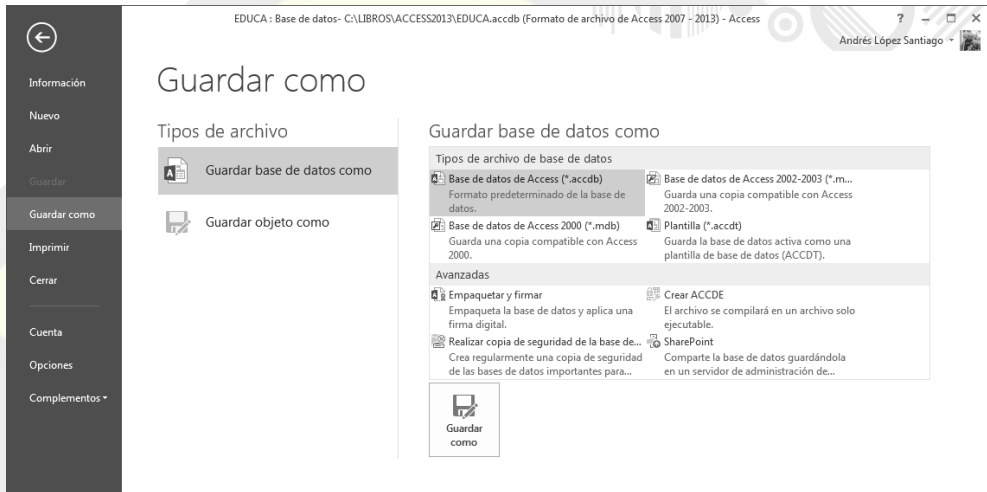 EDUCA : Base de datos- C:\LIBROS\ACCESS2013\EDUCA.accdb (Formato de archivo de Access 2007 - 2013) - Access
?
Andrés López Santiago
Información
Nuevo
Abrir
Guardar
Guardar como
Imprimir
Cerrar
Cuenta
Opciones
Complementos
Guardar como
Tipos de archivo
Guardar base de datos como
Guardar objeto como
Guardar base de datos como
Tipos de archivo de base de datos
Base de datos de Access (*.accdb)
Formato predeterminado de la base de
datos.
Base de datos de Access 2002-2003 (*.m...
Guarda una copia compatible con Access
2002-2003.
Base de datos de Access 2000 (*.mdb)
Guarda una copia compatible con Access
2000.
Plantilla (*.accdt)
Guarda la base de datos activa como una
plantilla de base de datos (ACCDT).
Avanzadas
Empaquetar y firmar
Empaqueta la base de datos y aplica una
firma digital.
Crear ACCDE
El archivo se compilará en un archivo solo
ejecutable.
Realizar copia de seguridad de la base de...
Crea regularmente una copia de seguridad
de las bases de datos importantes para...
SharePoint
Comparte la base de datos guardándola
en un servidor de administración de...
Guardar
como